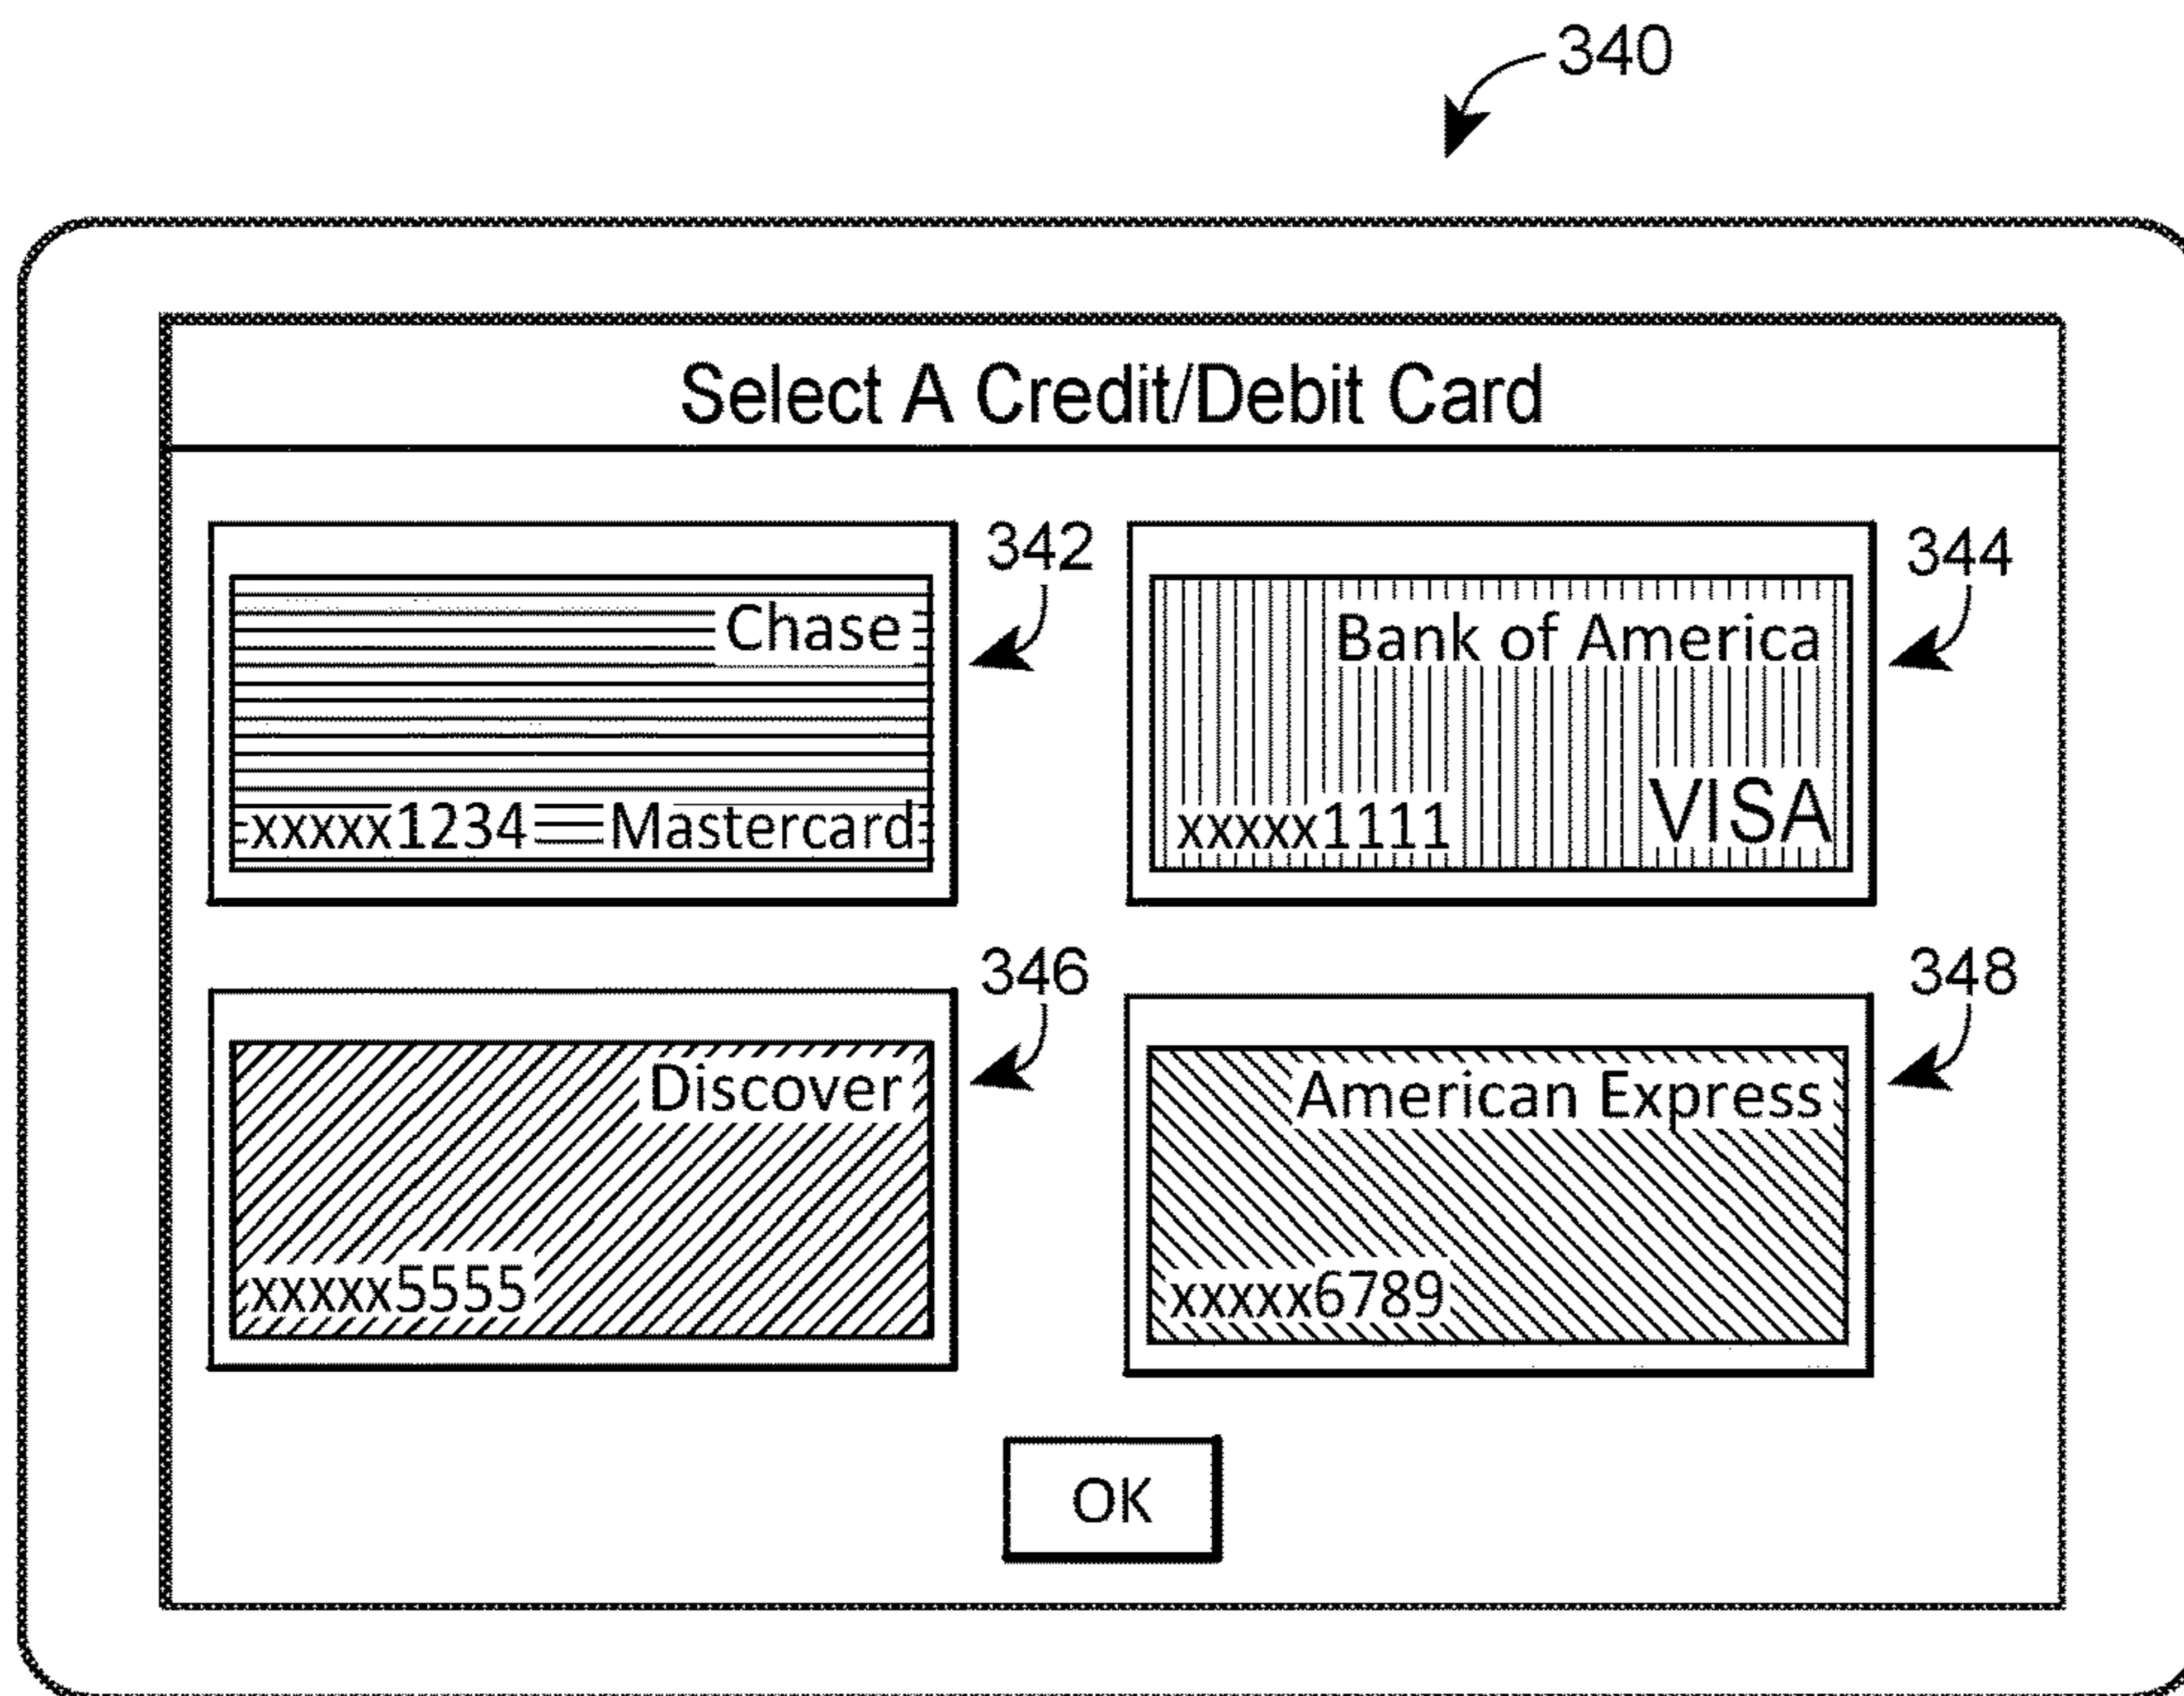 340
Select A Credit/Debit Card
342
Chase
xxxxx1234 Mastercard
344
Bank of America
xxxxx1111 VISA
346
Discover
xxxxx5555
348
American Express
xxxxx6789
OK